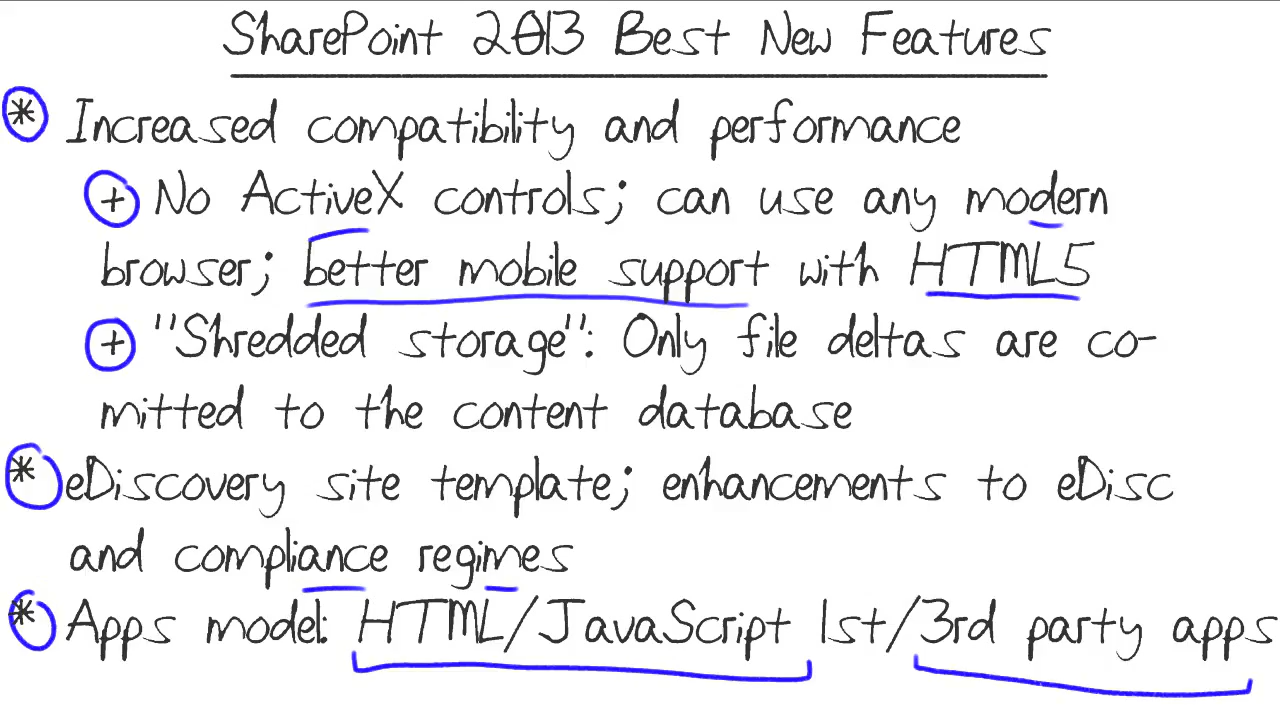 SharePoint 2013 Best New Features
* Increased compatibility and performance
+ No ActiveX controls; can use any modern
browser; better mobile support with HTML5
+ "Shredded storage": Only file deltas are co-
mitted to the content database
* eDiscovery site template; enhancements to eDisc
and compliance regimes
* Apps model: HTML/JavaScript 1st/3rd party apps